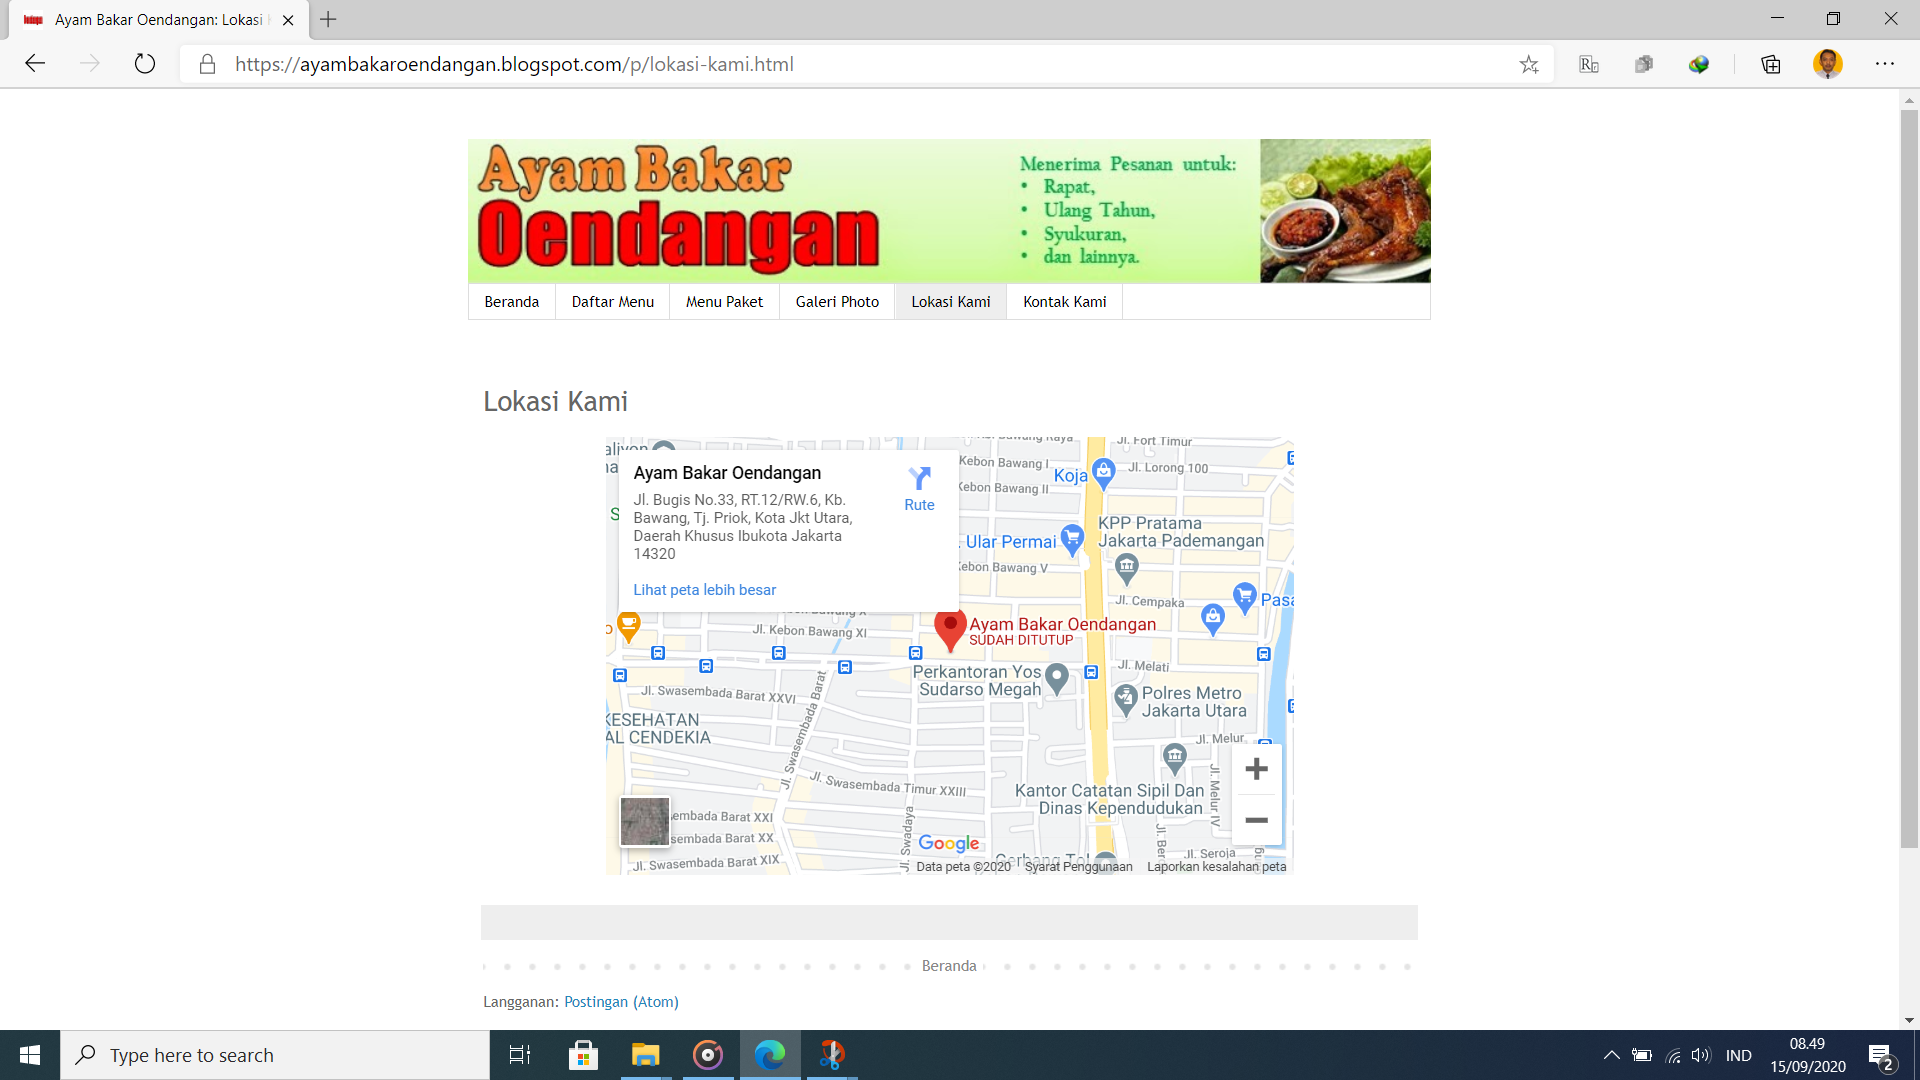 Ayam Bakar Oendangan: Lokasi
https://ayambakaroendangan.blogspot.com/p/lokasi-kami.html
Ayam Bakar
Oendangan
Menerima Pesanan untuk:
• Rapat,
• Ulang Tahun,
• Syukuran,
• dan lainnya.
Beranda
Daftar Menu
Menu Paket
Galeri Photo
Lokasi Kami
Kontak Kami
Lokasi Kami
Ayam Bakar Oendangan
Jl. Bugis No.33, RT.12/RW.6, Kb.
Bawang, Tj. Priok, Kota Jkt Utara,
Daerah Khusus Ibukota Jakarta
14320
Rute
Lihat peta lebih besar
Jl. Fort Timur
Kebon Bawang I
Koja
Jl. Lorong 100
Kebon Bawang II
KPP Pratama
Jakarta Pademangan
Ular Permai
Kebon Bawang V
Jl. Cempaka
Pasa
Jl. Kebon Bawang XI
Ayam Bakar Oendangan
SUDAH DITUTUP
Perkantoran Yos
Sudarso Megah
Jl. Melati
Jl. Swasembada Barat XXVI
Polres Metro
Jakarta Utara
KESEHATAN
AL CENDEKIA
Jl. Swasembada Barat
Jl. Melur
Jl. Swasembada Timur XXIII
Jl. Melur IV
Kantor Catatan Sipil Dan
Dinas Kependudukan
embada Barat XXI
asembada Barat XX
Jl. Swasembada Barat XIX
Jl. Swadaya
Jl. Seroja
Gerbang Tol
Google
Data peta ©2020
Syarat Penggunaan
Laporkan kesalahan peta
Beranda
Langganan: Postingan (Atom)
Type here to search
IND
08.49
15/09/2020
2